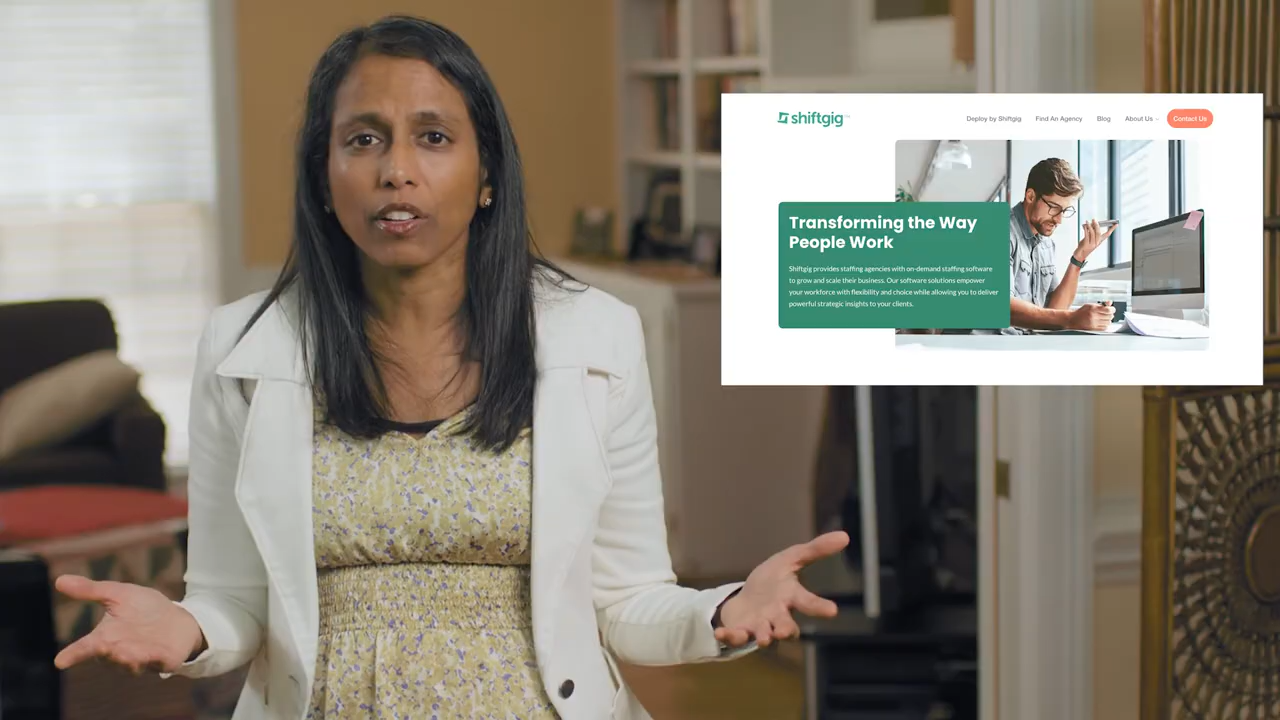 shiftgig
Deploy by Shiftgig
Find An Agency
Blog
About Us
Contact Us
Transforming the Way
People Work
Shiftgig provides staffing agencies with on-demand staffing software
to grow and scale their business. Our software solutions empower
your workforce with flexibility and choice while allowing you to deliver
powerful strategic insights to your clients.